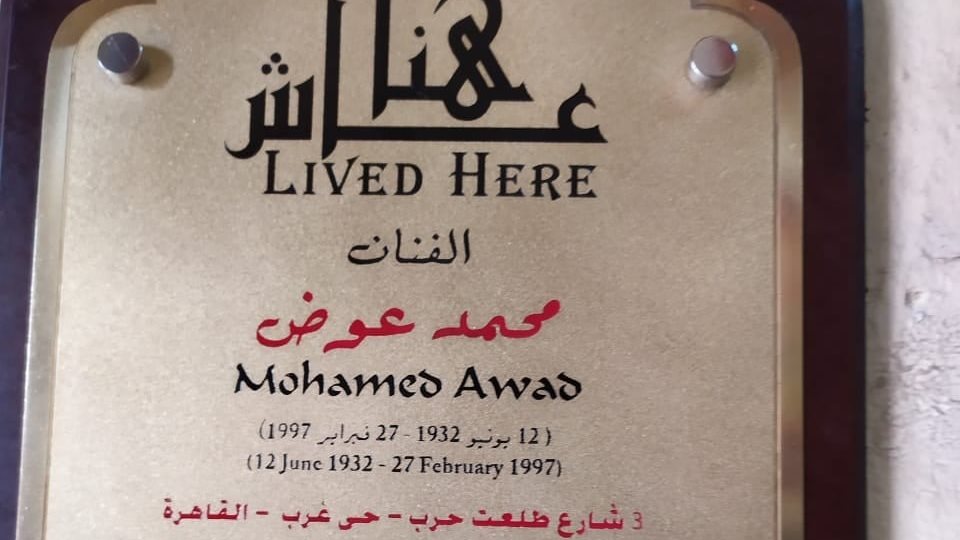 هنا
عاش
LIVED HERE
الفنان
محمد عوض
Mohamed Awad
( 12 يونيو 1932 - 27 فبراير 1997)
(12 June 1932 - 27 February 1997)
3 شارع طلعت حرب - حى غرب - القاهرة